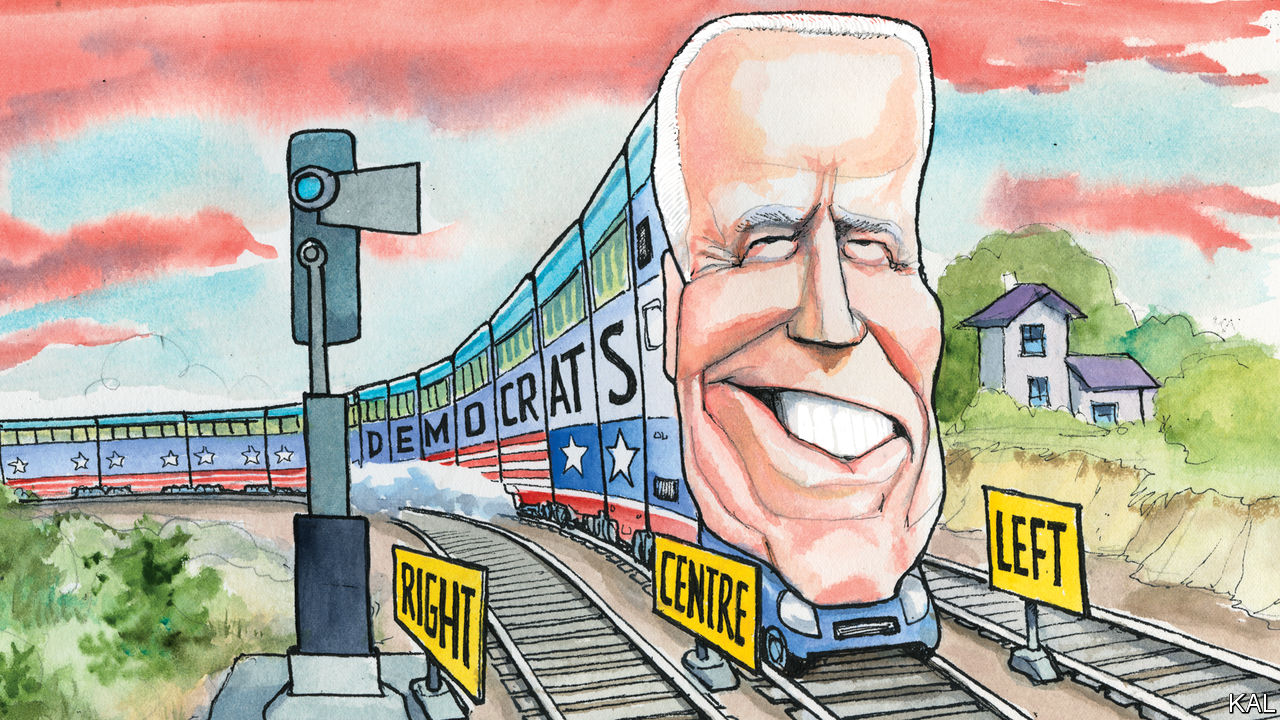 DEMOCRATS
RIGHT
CENTRE
LEFT
KAL